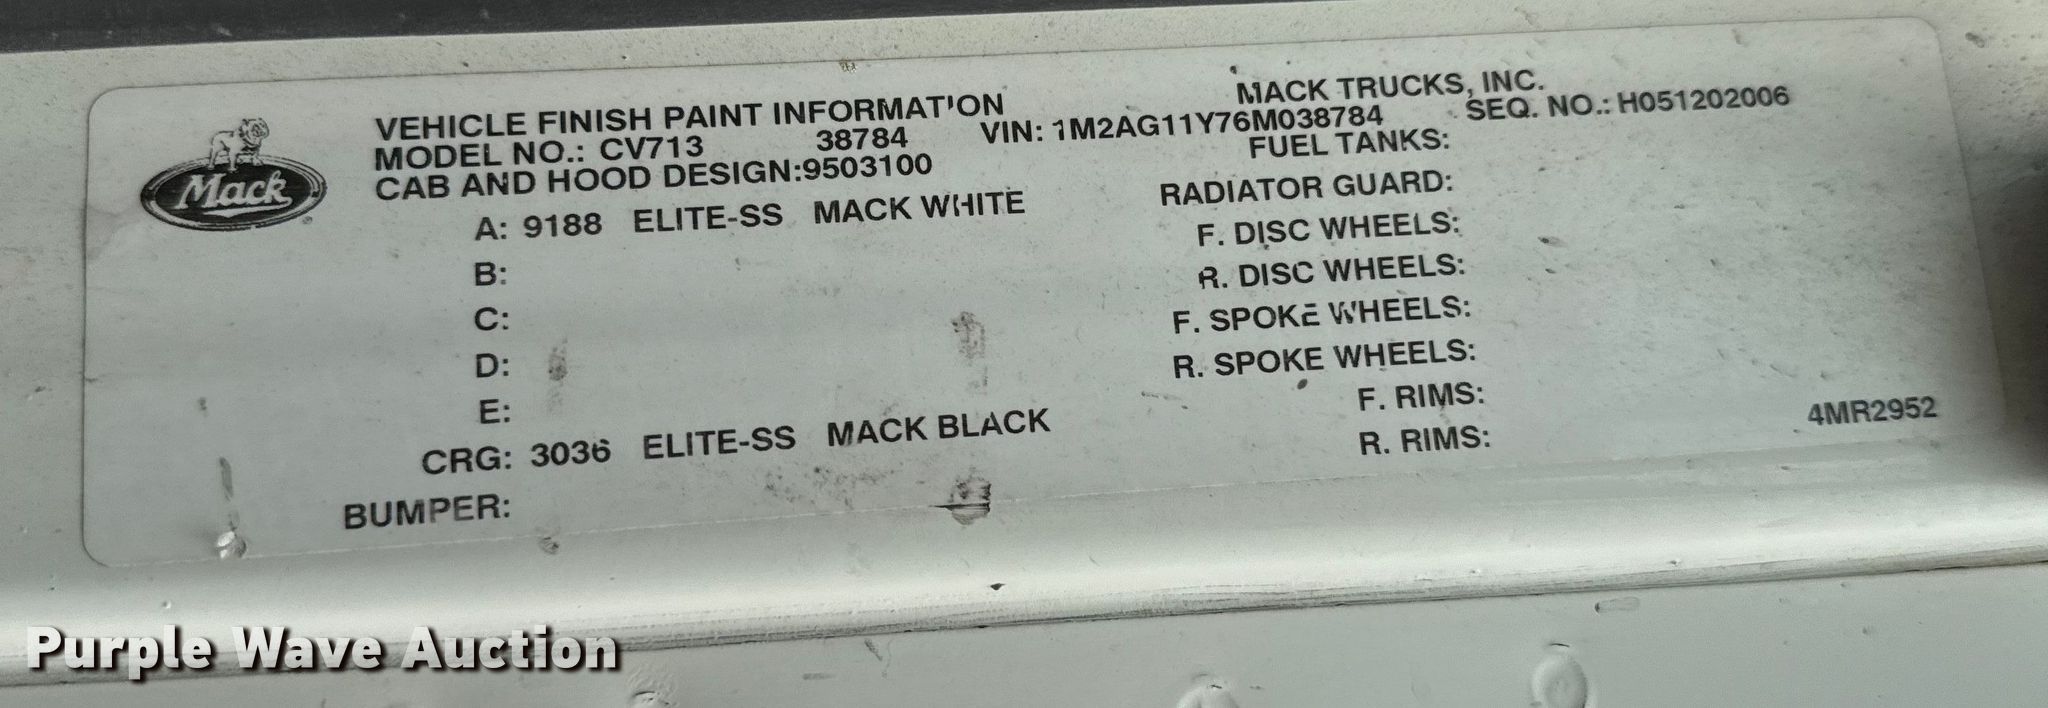 Mack
VEHICLE FINISH PAINT INFORMATION
MACK TRUCKS, INC.
MODEL NO.: CV713 38784 VIN: 1M2AG11Y76M038784 SEQ. NO.: H051202006
CAB AND HOOD DESIGN:9503100
FUEL TANKS:
A: 9188 ELITE-SS MACK WHITE
RADIATOR GUARD:
B:
F. DISC WHEELS:
C:
R. DISC WHEELS:
D:
F. SPOKE WHEELS:
E:
R. SPOKE WHEELS:
CRG: 3036 ELITE-SS MACK BLACK
F. RIMS:
BUMPER:
R. RIMS:
4MR2952
Purple Wave Auction